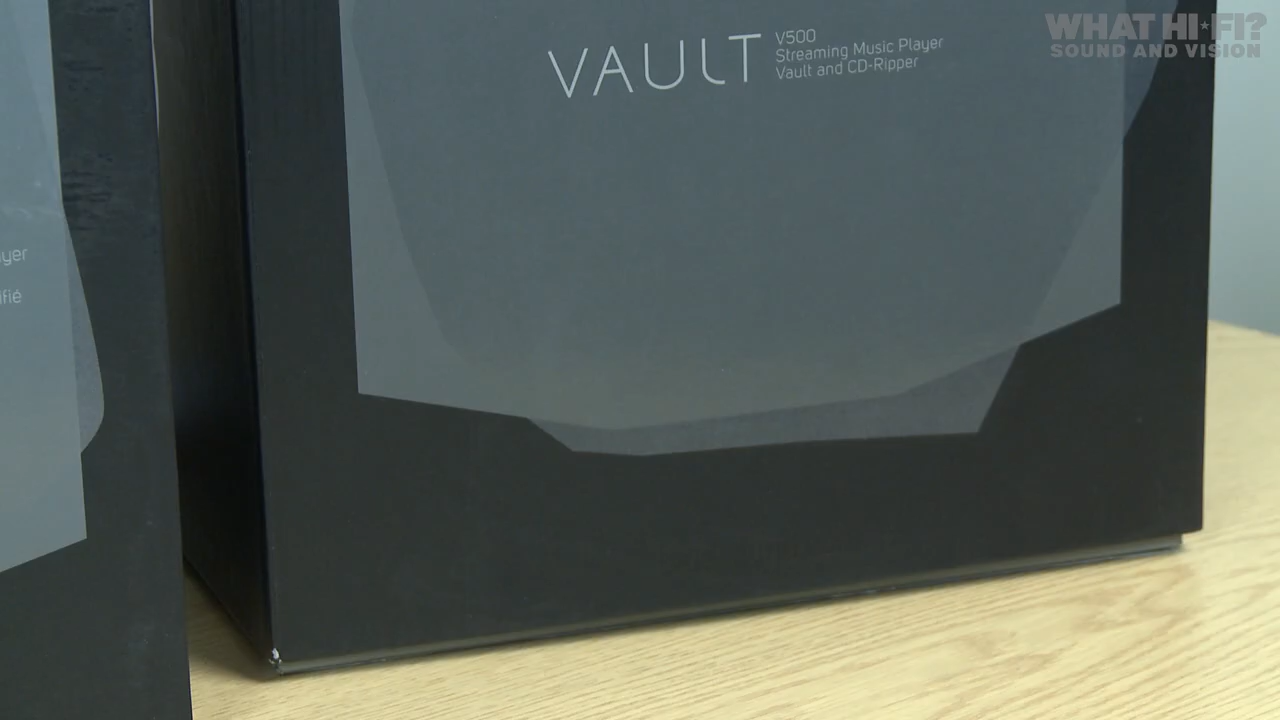 WHAT HI★FI?
SOUND AND VISION
VAULT
V500
Streaming Music Player
Vault and CD-Ripper